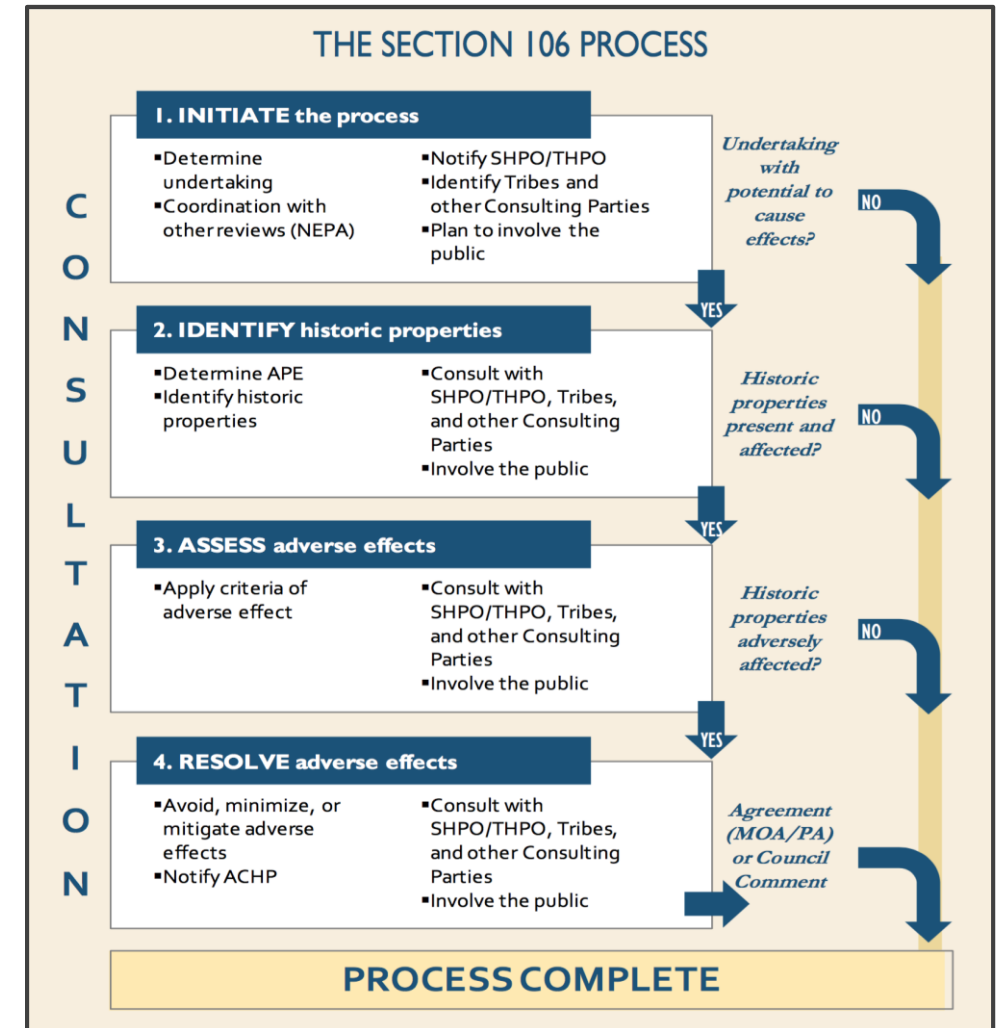 THE SECTION 106 PROCESS
CONSULTATION
1. INITIATE the process
▪Determine
undertaking
▪Coordination with
other reviews (NEPA)
▪Notify SHPO/THPO
▪Identify Tribes and
other Consulting Parties
▪Plan to involve the
public
Undertaking
with
potential to
cause
effects?
NO
YES
2. IDENTIFY historic properties
▪Determine APE
▪Identify historic
properties
▪Consult with
SHPO/THPO, Tribes,
and other Consulting
Parties
▪Involve the public
Historic
properties
present and
affected?
NO
YES
3. ASSESS adverse effects
▪Apply criteria of
adverse effect
▪Consult with
SHPO/THPO, Tribes,
and other Consulting
Parties
▪Involve the public
Historic
properties
adversely
affected?
NO
YES
4. RESOLVE adverse effects
▪Avoid, minimize, or
mitigate adverse
effects
▪Notify ACHP
▪Consult with
SHPO/THPO, Tribes,
and other Consulting
Parties
▪Involve the public
Agreement
(MOA/PA)
or Council
Comment
PROCESS COMPLETE